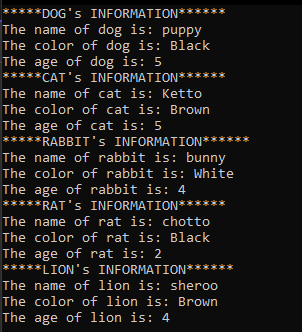 *****DOG's INFORMATION******
The name of dog is: puppy
The color of dog is: Black
The age of dog is: 5
*****CAT's INFORMATION******
The name of cat is: Ketto
The color of cat is: Brown
The age of cat is: 5
*****RABBIT's INFORMATION******
The name of rabbit is: bunny
The color of rabbit is: White
The age of rabbit is: 4
*****RAT's INFORMATION******
The name of rat is: chotto
The color of rat is: Black
The age of rat is: 2
*****LION's INFORMATION******
The name of lion is: sheroo
The color of lion is: Brown
The age of lion is: 4